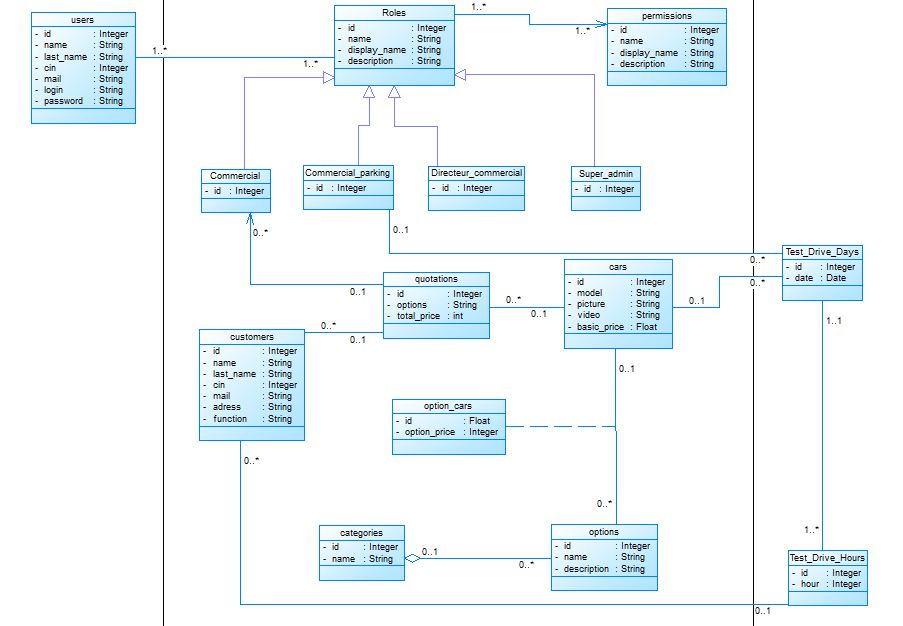 users
- id : Integer
- name : String
- last_name : String
- cin : Integer
- mail : String
- login : String
- password : String
1..*
1..*
Roles
- id : Integer
- name : String
- display_name : String
- description : String
1..*
1..*
permissions
- id : Integer
- name : String
- display_name : String
- description : String
Commercial
- id : Integer
Commercial_parking
- id : Integer
Directeur_commercial
- id : Integer
Super_admin
- id : Integer
0..*
0..1
0..1
0..*
0..*
Test_Drive_Days
- id : Integer
- date : Date
quotations
- id : Integer
- options : String
- total_price : int
0..*
0..1
cars
- id : Integer
- model : String
- picture : String
- video : String
- basic_price : Float
0..1
0..1
1..1
customers
- id : Integer
- name : String
- last_name : String
- cin : Integer
- mail : String
- adress : String
- function : String
0..*
0..1
0..*
option_cars
- id : Float
- option_price : Integer
0..*
categories
- id : Integer
- name : String
0..1
0..*
options
- id : Integer
- name : String
- description : String
1..*
Test_Drive_Hours
- id : Integer
- hour : Integer
0..1